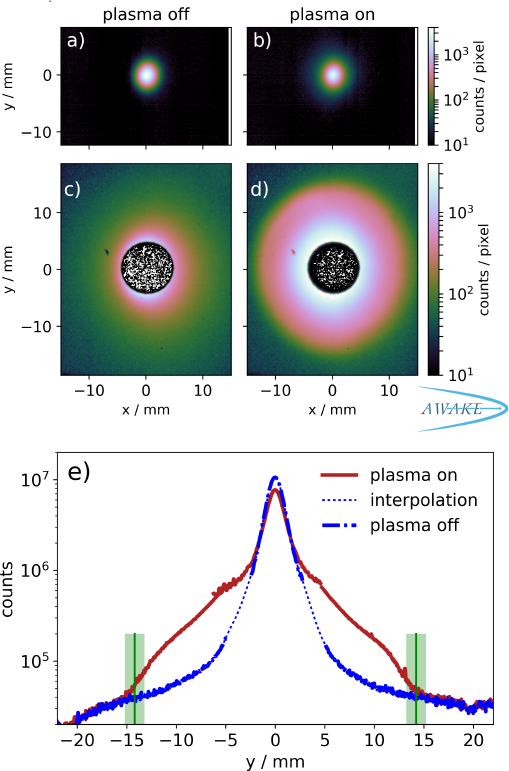 plasma off
plasma on
a)
b)
0
−10
y / mm
10³
10²
10¹
counts / pixel
c)
d)
10
0
−10
y / mm
−10
0
10
x / mm
−10
0
10
x / mm
10³
10²
10¹
counts / pixel
AWAKE
e)
plasma on
interpolation
plasma off
10⁷
10⁶
10⁵
counts
−20
−15
−10
−5
0
5
10
15
20
y / mm